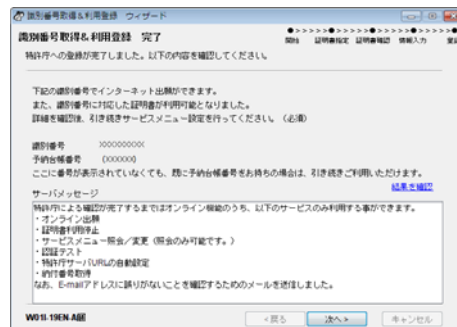 識別番号取得&利用登録 ウィザード
識別番号取得&利用登録 完了
●>>>>>●>>>>>●>>>>>●>>>>>●
開始 証明書指定 証明書確認 情報入力
特許庁への登録が完了しました。以下の内容を確認してください。
下記の識別番号でインターネット出願ができます。
また、識別番号に対応した証明書が利用可能となりました。
詳細を確認後、引き続きサービスメニュー設定を行ってください。(必須)
識別番号 XXXXXXXXX
予納台帳番号 (XXXXXX)
ここに番号が表示されていなくても、既に予納台帳番号をお持ちの場合は、引き続きご利用いただけます。
結果を確認
サーバメッセージ
特許庁による確認が完了するまではオンライン機能のうち、以下のサービスのみ利用する事ができます。
・オンライン出願
・証明書利用停止
・サービスメニュー照会/変更(照会のみ可能です。)
・認証テスト
・特許庁サーバURLの自動設定
・納付番号取得
なお、E-mailアドレスに誤りがないことを確認するためのメールを送信しました。
W01I-19EN-A
<戻る 次へ> キャンセル